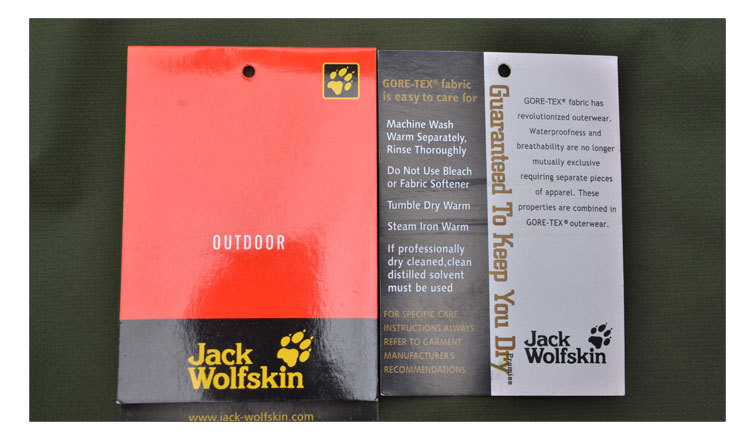 OUTDOOR
Jack
Wolfskin
www.jack-wolfskin.com
GORE-TEX® fabric
is easy to care for
Machine Wash
Warm Separately,
Rinse Thoroughly
Do Not Use Bleach
or Fabric Softener
Tumble Dry Warm
Steam Iron Warm
If professionally
dry cleaned,clean
distilled solvent
must be used
FOR SPECIFIC CARE
INSTRUCTIONS.ALWAYS
REFER TO GARMENT
MANUFACTURER'S
RECOMMENDATIONS.
Guaranteed To Keep You Dry
Promise
GORE-TEX® fabric has
revolutionized outerwear.
Waterproofness and
breathability are no longer
mutually exclusive
requiring separate pieces
of apparel. These
properties are combined in
GORE-TEX® outerwear.
Jack
Wolfskin